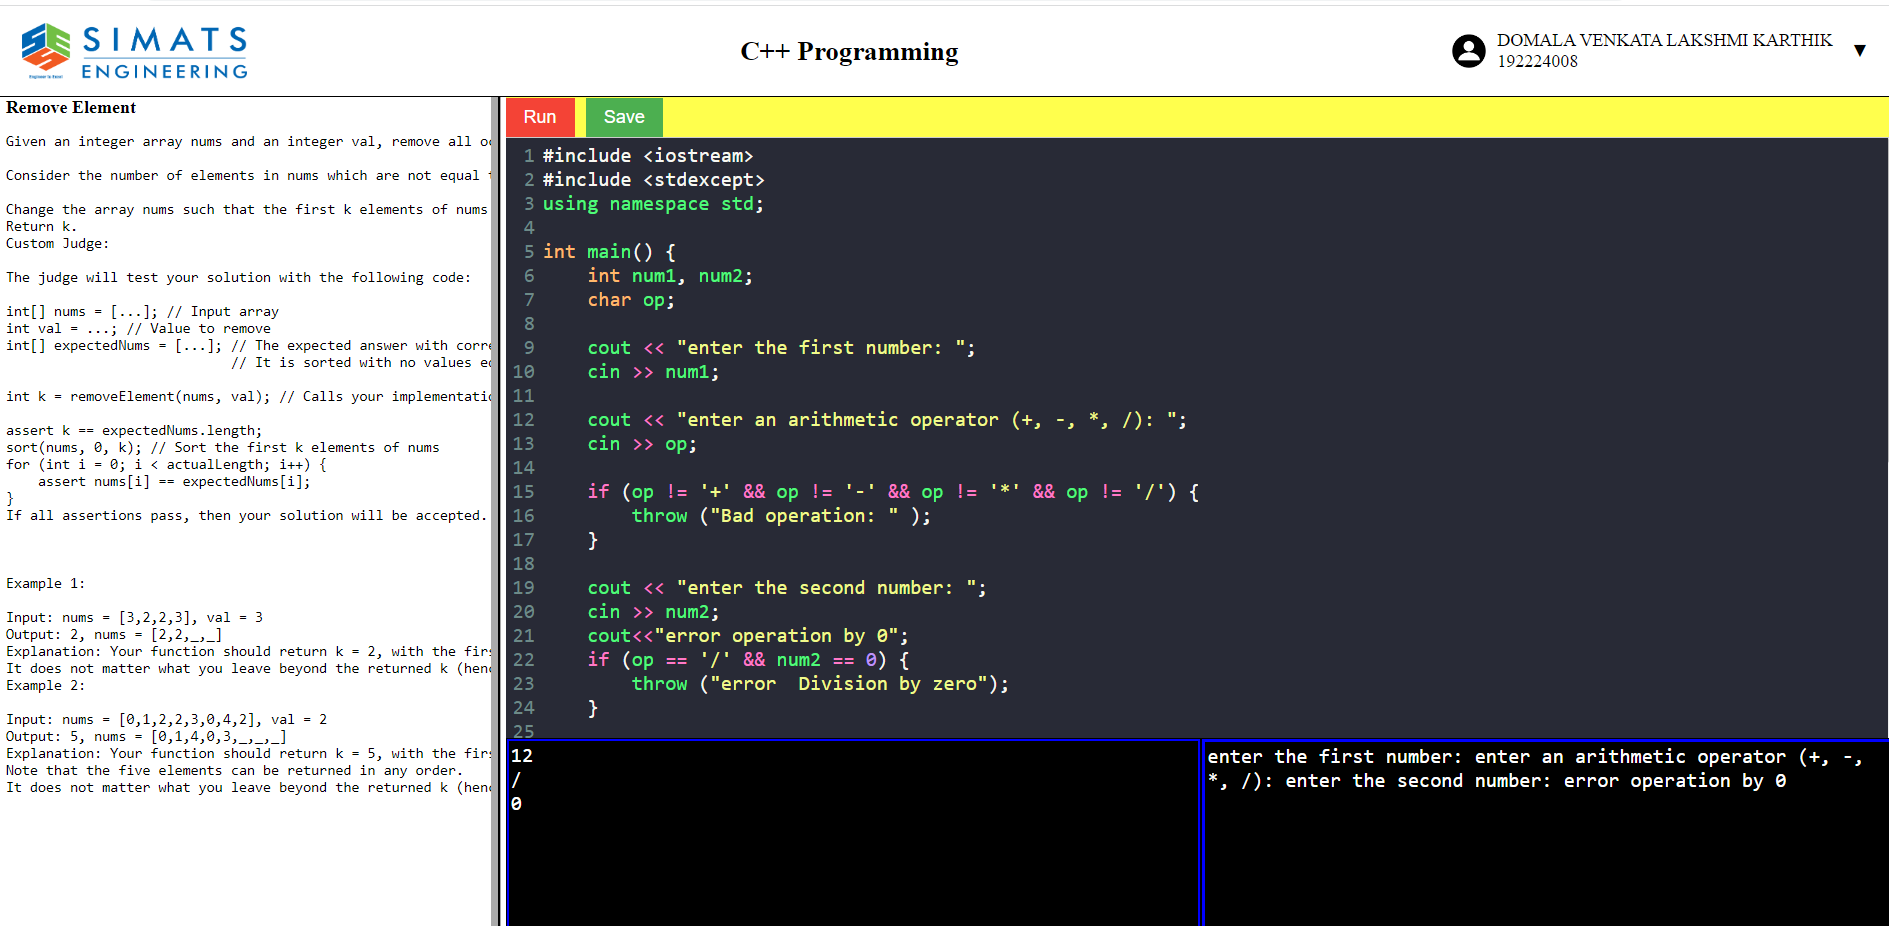 SIMATS
ENGINEERING
Engineer to Excel
C++ Programming
DOMALA VENKATA LAKSHMI KARTHIK
192224008
▼
Remove Element
Given an integer array nums and an integer val, remove all
Consider the number of elements in nums which are not equal
Change the array nums such that the first k elements of nums
Return k.
Custom Judge:
The judge will test your solution with the following code:
int[] nums = [...]; // Input array
int val = ...; // Value to remove
int[] expectedNums = [...]; // The expected answer with
// It is sorted with no values
int k = removeElement(nums, val); // Calls your
assert k == expectedNums.length;
sort(nums, 0, k); // Sort the first k elements of nums
for (int i = 0; i < actualLength; i++) {
    assert nums[i] == expectedNums[i];
}
If all assertions pass, then your solution will be accepted.
Example 1:
Input: nums = [3,2,2,3], val = 3
Output: 2, nums = [2,2,_,_]
Explanation: Your function should return k = 2, with the
It does not matter what you leave beyond the returned k
Example 2:
Input: nums = [0,1,2,2,3,0,4,2], val = 2
Output: 5, nums = [0,1,4,0,3,_,_,_]
Explanation: Your function should return k = 5, with the
Note that the five elements can be returned in any order.
It does not matter what you leave beyond the returned k
Run
Save
1 #include <iostream>
2 #include <stdexcept>
3 using namespace std;
4
5 int main() {
6     int num1, num2;
7     char op;
8
9     cout << "enter the first number: ";
10     cin >> num1;
11
12     cout << "enter an arithmetic operator (+, -, *, /): ";
13     cin >> op;
14
15     if (op != '+' && op != '-' && op != '*' && op != '/') {
16         throw ("Bad operation: " );
17     }
18
19     cout << "enter the second number: ";
20     cin >> num2;
21     cout<<"error operation by 0";
22     if (op == '/' && num2 == 0) {
23         throw ("error  Division by zero");
24     }
25
12
/
0
enter the first number: enter an arithmetic operator (+, -,
*, /): enter the second number: error operation by 0